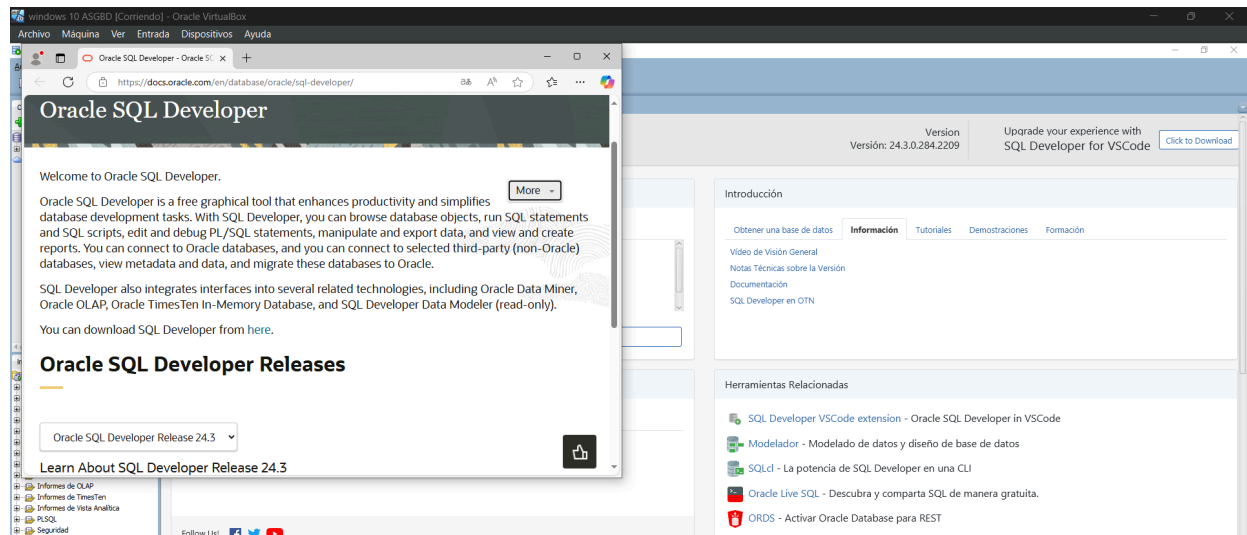 windows 10 ASGBD [Corriendo] - Oracle VirtualBox
Archivo Máquina Ver Entrada Dispositivos Ayuda
Oracle SQL Developer - Oracle SC
https://docs.oracle.com/en/database/oracle/sql-developer/
Oracle SQL Developer
Welcome to Oracle SQL Developer.
More
Oracle SQL Developer is a free graphical tool that enhances productivity and simplifies
database development tasks. With SQL Developer, you can browse database objects, run SQL statements
and SQL scripts, edit and debug PL/SQL statements, manipulate and export data, and view and create
reports. You can connect to Oracle databases, and you can connect to selected third-party (non-Oracle)
databases, view metadata and data, and migrate these databases to Oracle.
SQL Developer also integrates interfaces into several related technologies, including Oracle Data Miner,
Oracle OLAP, Oracle TimesTen In-Memory Database, and SQL Developer Data Modeler (read-only).
You can download SQL Developer from here.
Oracle SQL Developer Releases
Oracle SQL Developer Release 24.3
Learn About SQL Developer Release 24.3
Informes de OLAP
Informes de TimesTen
Informes de Vista Analítica
PLSQL
Seguridad
Follow Us!
Version
Versión: 24.3.0.284.2209
Upgrade your experience with
SQL Developer for VSCode
Click to Download
Introducción
Obtener una base de datos Información Tutoriales Demostraciones Formación
Vídeo de Visión General
Notas Técnicas sobre la Versión
Documentación
SQL Developer en OTN
Herramientas Relacionadas
SQL Developer VSCode extension - Oracle SQL Developer in VSCode
Modelador - Modelado de datos y diseño de base de datos
SQLcl - La potencia de SQL Developer en una CLI
Oracle Live SQL - Descubra y comparta SQL de manera gratuita.
ORDS - Activar Oracle Database para REST